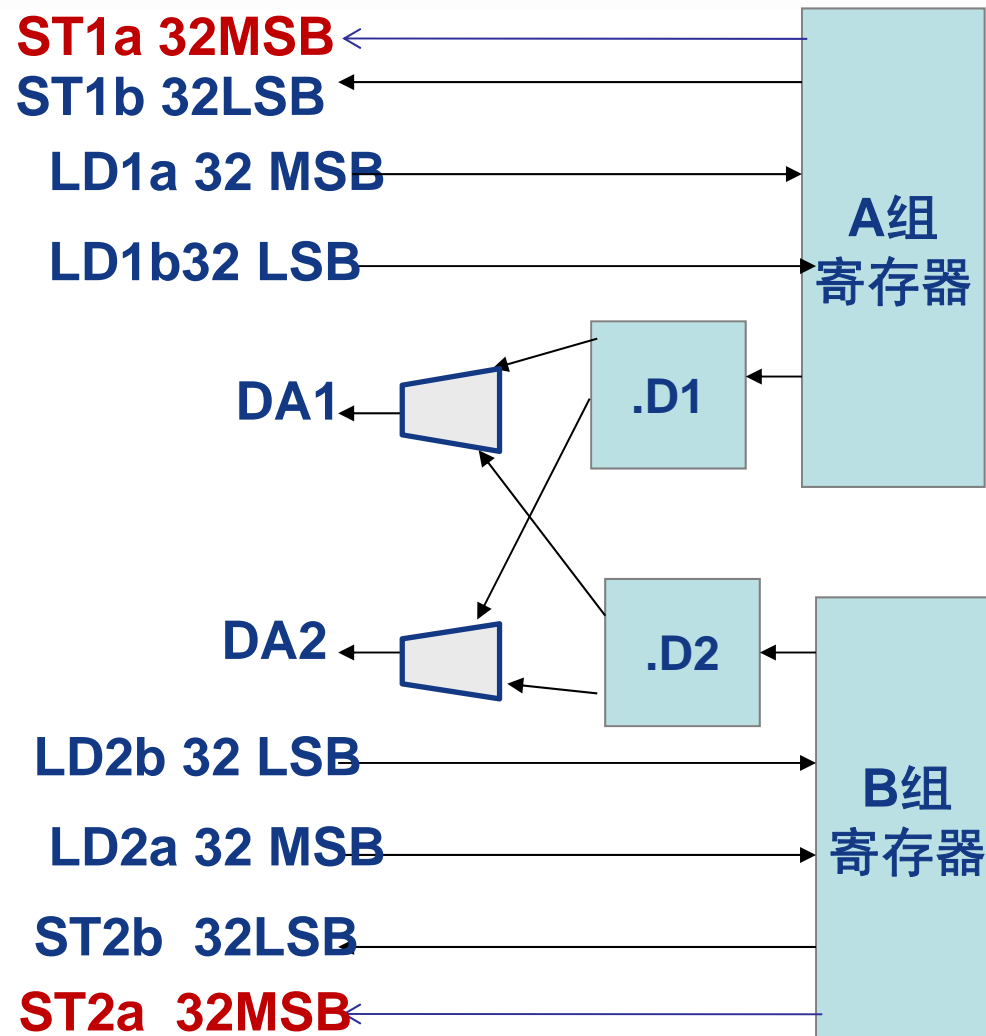 ST1a 32MSB
ST1b 32LSB
LD1a 32 MSB
LD1b32 LSB
A组
寄存器
DA1
.D1
DA2
.D2
LD2b 32 LSB
LD2a 32 MSB
B组
寄存器
ST2b 32LSB
ST2a 32MSB